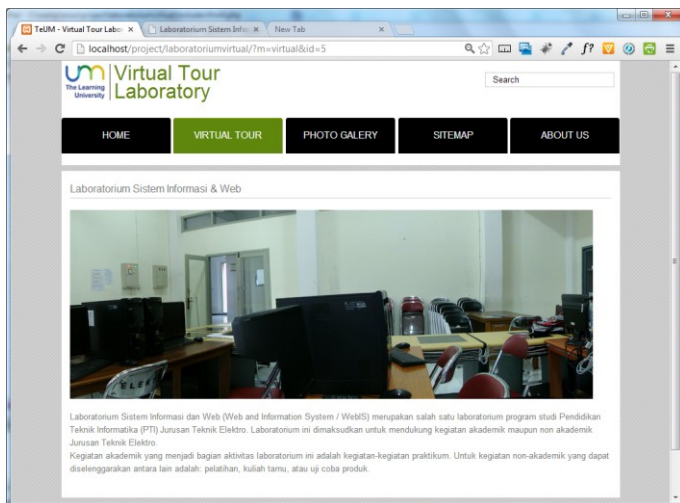 TeUM - Virtual Tour Labo
Laboratorium Sistem Info
New Tab
localhost/project/laboratoriumvirtual/?m=virtual&id=5
f?
um
The Learning
University
Virtual Tour
Laboratory
Search
HOME
VIRTUAL TOUR
PHOTO GALERY
SITEMAP
ABOUT US
Laboratorium Sistem Informasi & Web
ELEK
Laboratorium Sistem Informasi dan Web (Web and Information System / WebIS) merupakan salah satu laboratorium program studi Pendidikan
Teknik Informatika (PTI) Jurusan Teknik Elektro. Laboratorium ini dimaksudkan untuk mendukung kegiatan akademik maupun non akademik
Jurusan Teknik Elektro.
Kegiatan akademik yang menjadi bagian aktivitas laboratorium ini adalah kegiatan-kegiatan praktikum. Untuk kegiatan non-akademik yang dapat
diselenggarakan antara lain adalah: pelatihan, kuliah tamu, atau uji coba produk.